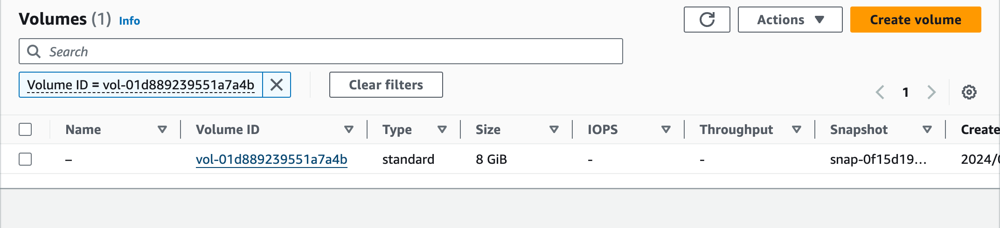 Volumes (1) Info
Actions
Create volume
Search
Volume ID = vol-01d889239551a7a4b
Clear filters
1
Name Volume ID Type Size IOPS Throughput Snapshot Create
– vol-01d889239551a7a4b standard 8 GiB - - snap-0f15d19... 2024/